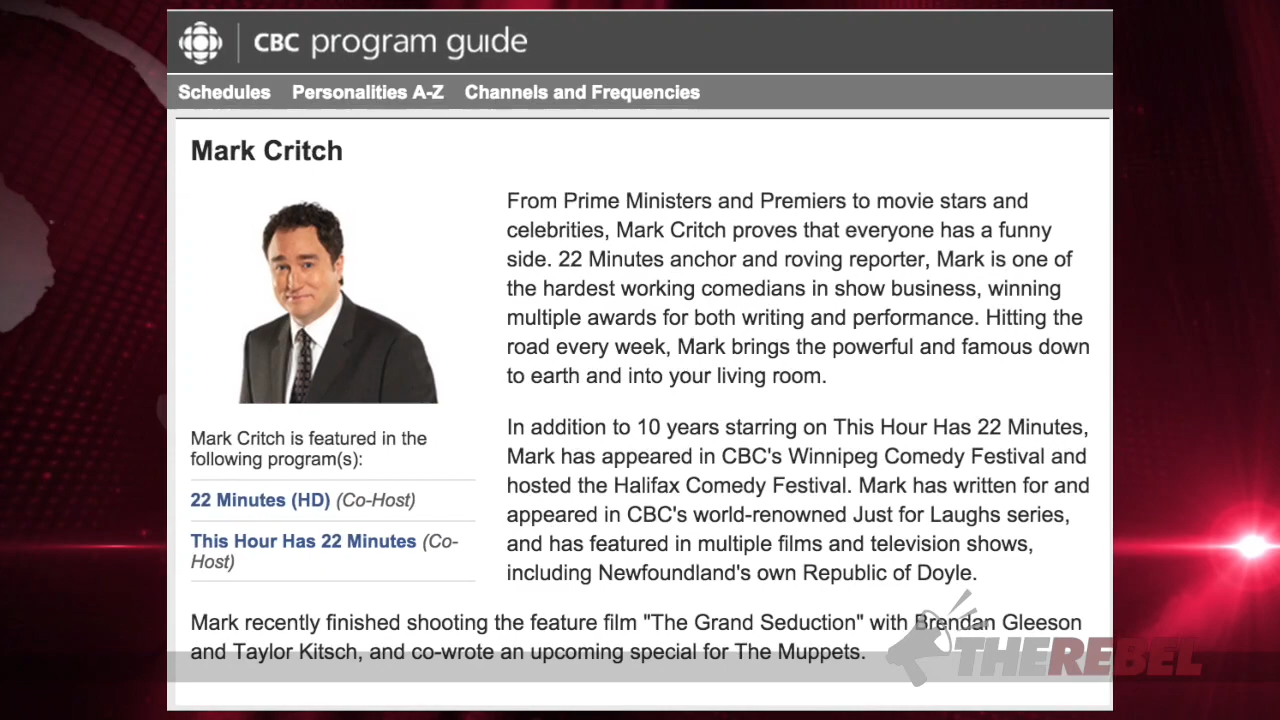 CBC program guide
Schedules Personalities A-Z Channels and Frequencies
Mark Critch
From Prime Ministers and Premiers to movie stars and
celebrities, Mark Critch proves that everyone has a funny
side. 22 Minutes anchor and roving reporter, Mark is one of
the hardest working comedians in show business, winning
multiple awards for both writing and performance. Hitting the
road every week, Mark brings the powerful and famous down
to earth and into your living room.
Mark Critch is featured in the
following program(s):
22 Minutes (HD) (Co-Host)
This Hour Has 22 Minutes (Co-
Host)
In addition to 10 years starring on This Hour Has 22 Minutes,
Mark has appeared in CBC's Winnipeg Comedy Festival and
hosted the Halifax Comedy Festival. Mark has written for and
appeared in CBC's world-renowned Just for Laughs series,
and has featured in multiple films and television shows,
including Newfoundland's own Republic of Doyle.
Mark recently finished shooting the feature film "The Grand Seduction" with Brendan Gleeson
and Taylor Kitsch, and co-wrote an upcoming special for The Muppets.
THEREBEL